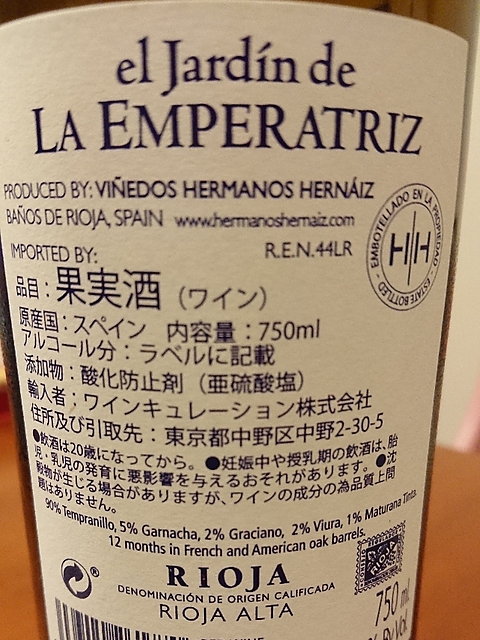 el Jardín de
LA EMPERATRIZ
PRODUCED BY: VIÑEDOS HERMANOS HERNÁIZ
BAÑOS DE RIOJA, SPAIN www.hermanoshernaiz.com
EMBOTELLADO EN LA PROPIEDAD - ESTATE BOTTLED -
HH
IMPORTED BY: R.E.N.44LR
品目：果実酒（ワイン）
原産国：スペイン 内容量：750ml
アルコール分：ラベルに記載
添加物：酸化防止剤（亜硫酸塩）
輸入者：ワインキュレーション株式会社
住所及び引取先：東京都中野区中野2-30-5
●飲酒は20歳になってから。●妊娠中や授乳期の飲酒は、胎
児・乳児の発育に悪影響を与えるおそれがあります。●沈
殿物が生じる場合がありますが、ワインの成分の為品質上問
題はありません。
90% Tempranillo, 5% Garnacha, 2% Graciano, 2% Viura, 1% Maturana Tinta.
12 months in French and American oak barrels.
RIOJA
DENOMINACIÓN DE ORIGEN CALIFICADA
RIOJA ALTA
750 ml